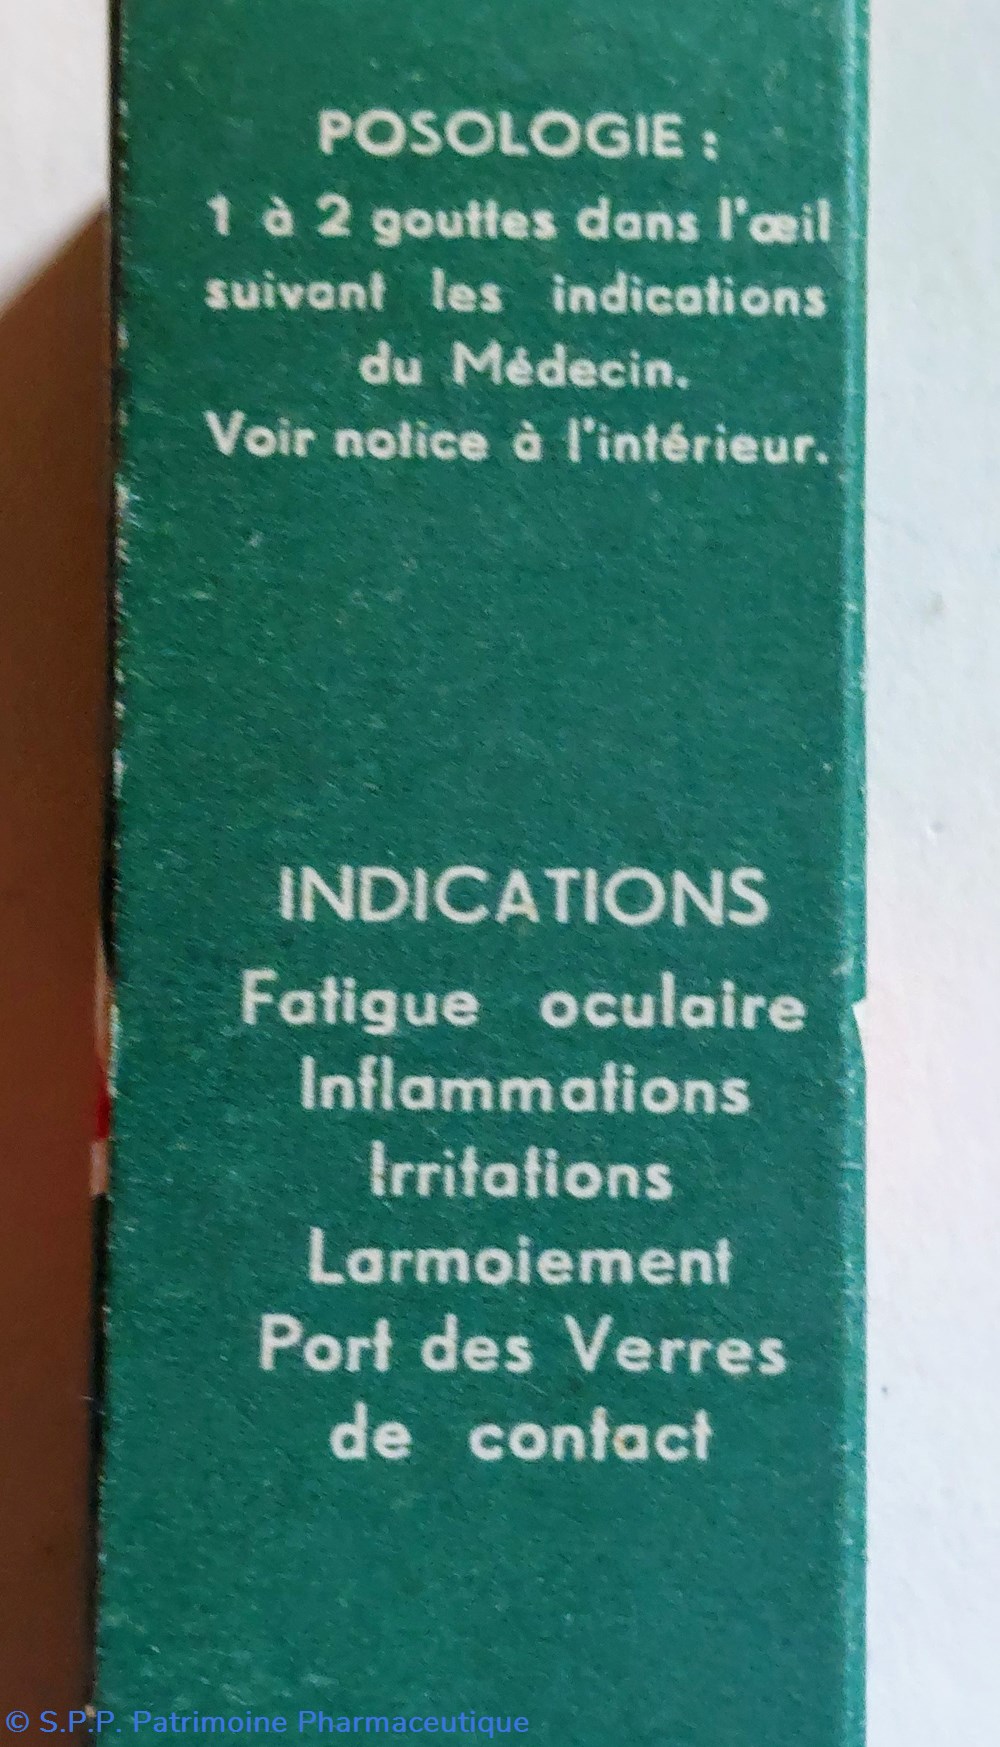 POSOLOGIE :
1 à 2 gouttes dans l'œil
suivant les indications
du Médecin.
Voir notice à l'intérieur.
INDICATIONS
Fatigue oculaire
Inflammations
Irritations
Larmoiement
Port des Verres
de contact
© S.P.P. Patrimoine Pharmaceutique